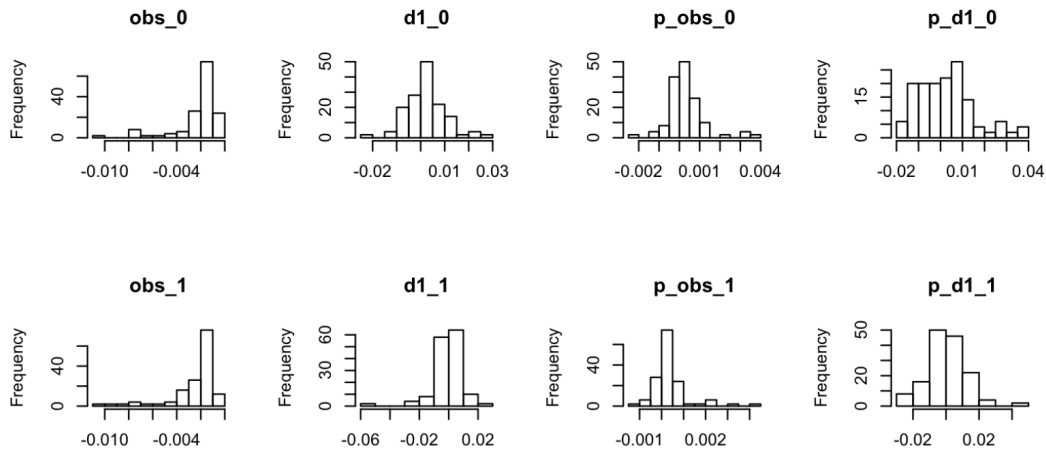 obs_0 d1_0 p_obs_0 p_d1_0
Frequency Frequency Frequency Frequency
0 40
0 20 50
0 20 50
0 15
-0.010 -0.004
-0.02 0.01 0.03
-0.002 0.001 0.004
-0.02 0.01 0.04
obs_1 d1_1 p_obs_1 p_d1_1
Frequency Frequency Frequency Frequency
0 40
0 30 60
0 40
0 20 50
-0.010 -0.004
-0.06 -0.02 0.02
-0.001 0.002
-0.02 0.02